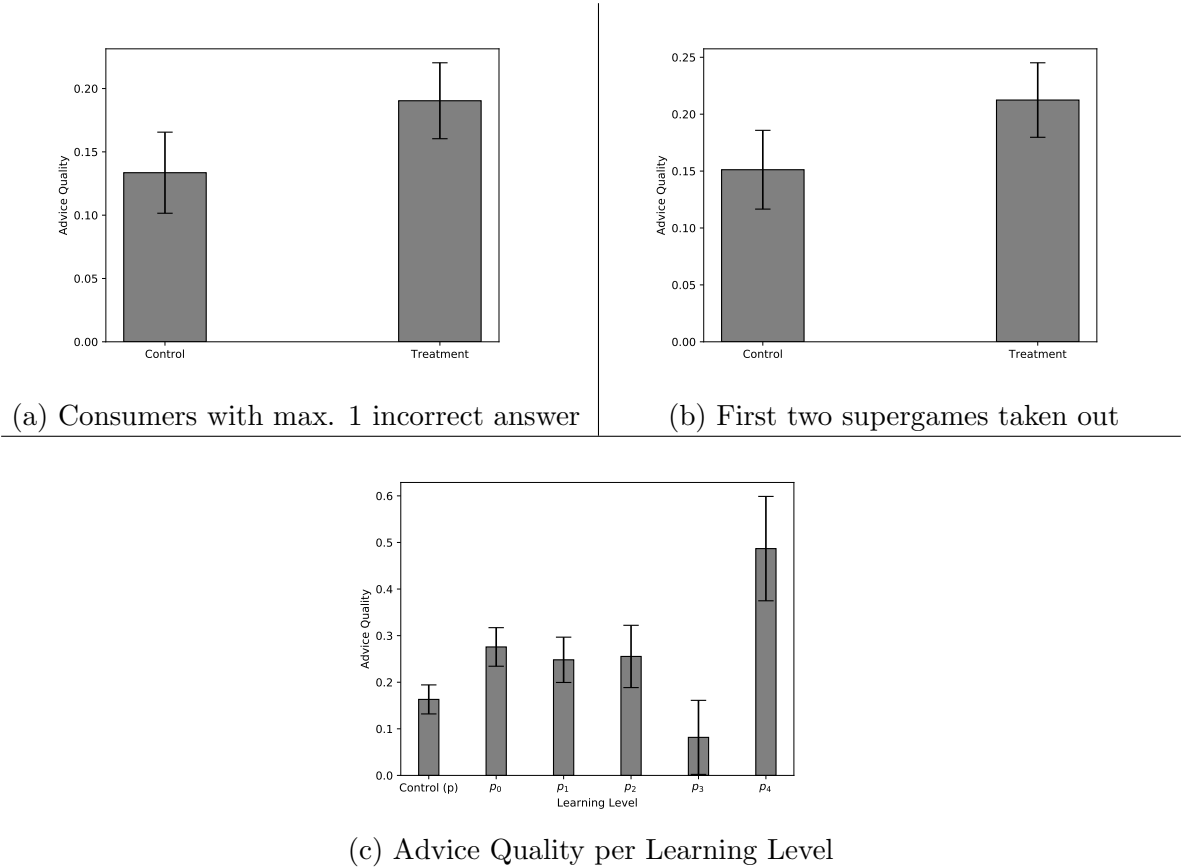 0.20
0.15
0.10
0.05
0.00
Advice Quality
Control
Treatment
(a) Consumers with max. 1 incorrect answer
0.25
0.20
0.15
0.10
0.05
0.00
Advice Quality
Control
Treatment
(b) First two supergames taken out
0.6
0.5
0.4
0.3
0.2
0.1
0.0
Advice Quality
Control (p) p₀ p₁ p₂ p₃ p₄
Learning Level
(c) Advice Quality per Learning Level